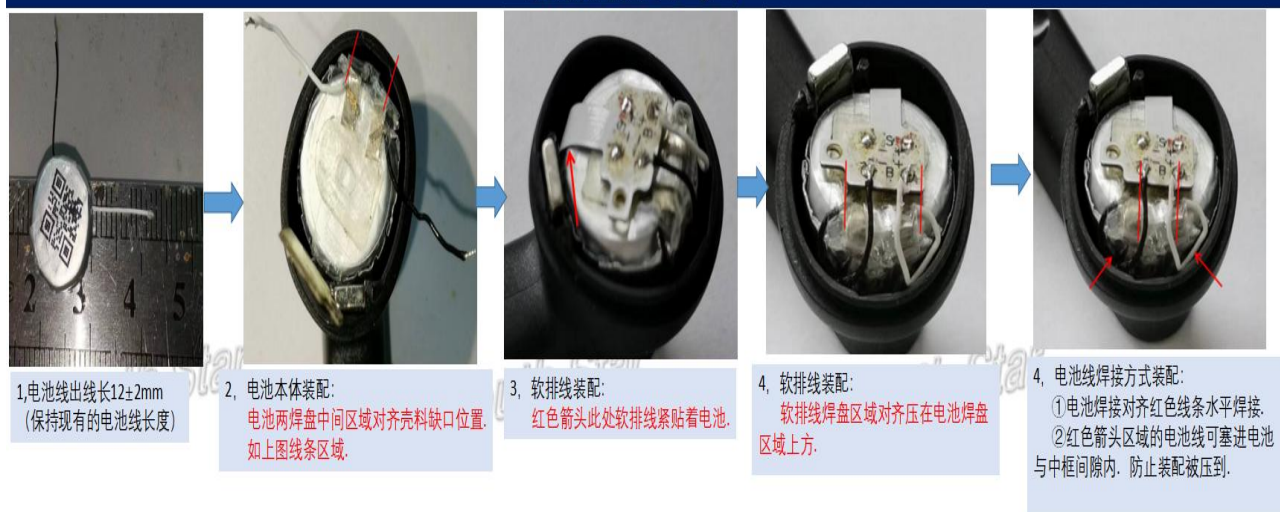 1,电池线出线长12±2mm
（保持现有的电池线长度）
2，电池本体装配：
电池两焊盘中间区域对齐壳料缺口位置.
如上图线条区域.
3，软排线装配：
红色箭头此处软排线紧贴着电池.
4，软排线装配：
软排线焊盘区域对齐压在电池焊盘
区域上方.
4，电池线焊接方式装配：
①电池焊接对齐红色线条水平焊接.
②红色箭头区域的电池线可塞进电池
与中框间隙内. 防止装配被压到.
2 3 4 5